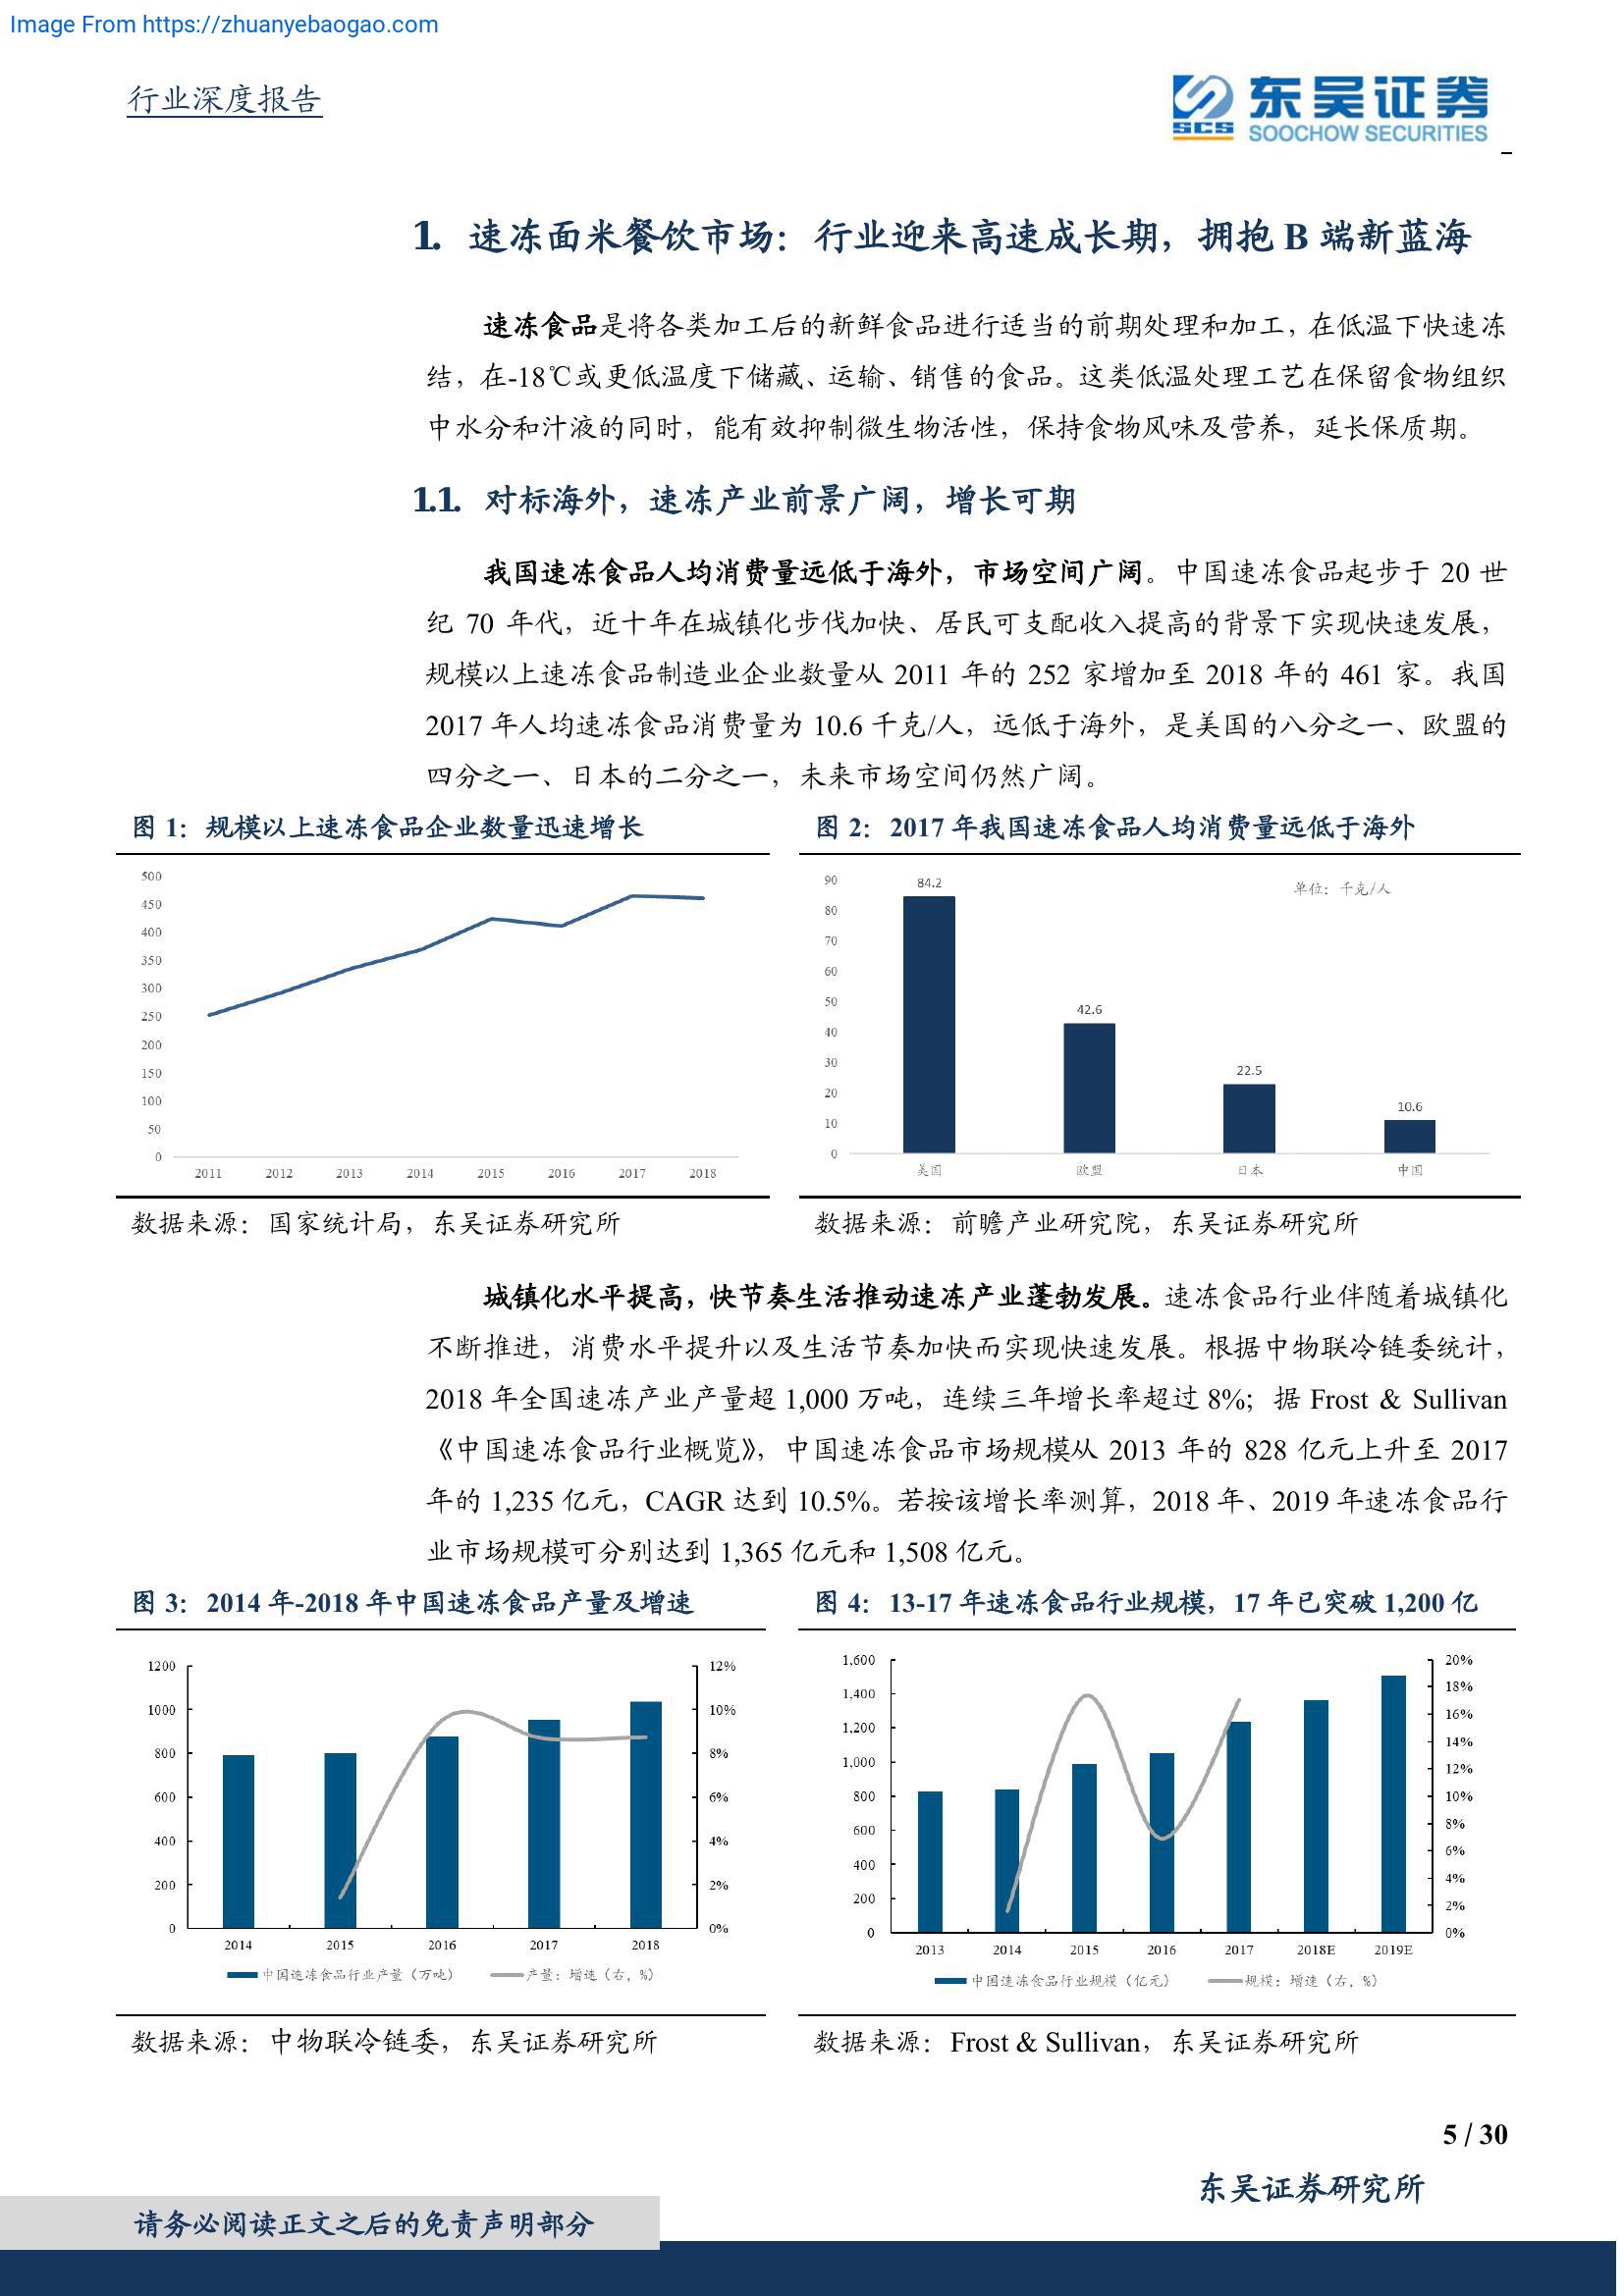 Image From https://zhuanyebaogao.com
行业深度报告
SCS
东吴证券
SOOCHOW SECURITIES
1. 速冻面米餐饮市场：行业迎来高速成长期，拥抱 B 端新蓝海
速冻食品是将各类加工后的新鲜食品进行适当的前期处理和加工，在低温下快速冻
结，在-18℃或更低温度下储藏、运输、销售的食品。这类低温处理工艺在保留食物组织
中水分和汁液的同时，能有效抑制微生物活性，保持食物风味及营养，延长保质期。
1.1. 对标海外，速冻产业前景广阔，增长可期
我国速冻食品人均消费量远低于海外，市场空间广阔。中国速冻食品起步于 20 世
纪 70 年代，近十年在城镇化步伐加快、居民可支配收入提高的背景下实现快速发展，
规模以上速冻食品制造业企业数量从 2011 年的 252 家增加至 2018 年的 461 家。我国
2017 年人均速冻食品消费量为 10.6 千克/人，远低于海外，是美国的八分之一、欧盟的
四分之一、日本的二分之一，未来市场空间仍然广阔。
图 1：规模以上速冻食品企业数量迅速增长
500
450
400
350
300
250
200
150
100
50
0
2011 2012 2013 2014 2015 2016 2017 2018
数据来源：国家统计局，东吴证券研究所
图 2：2017 年我国速冻食品人均消费量远低于海外
单位：千克/人
90
80
70
60
50
40
30
20
10
0
84.2
42.6
22.5
10.6
美国 欧盟 日本 中国
数据来源：前瞻产业研究院，东吴证券研究所
城镇化水平提高，快节奏生活推动速冻产业蓬勃发展。速冻食品行业伴随着城镇化
不断推进，消费水平提升以及生活节奏加快而实现快速发展。根据中物联冷链委统计，
2018 年全国速冻产业产量超 1,000 万吨，连续三年增长率超过 8%；据 Frost & Sullivan
《中国速冻食品行业概览》，中国速冻食品市场规模从 2013 年的 828 亿元上升至 2017
年的 1,235 亿元，CAGR 达到 10.5%。若按该增长率测算，2018 年、2019 年速冻食品行
业市场规模可分别达到 1,365 亿元和 1,508 亿元。
图 3：2014 年-2018 年中国速冻食品产量及增速
1200
1000
800
600
400
200
0
12%
10%
8%
6%
4%
2%
0%
2014 2015 2016 2017 2018
中国速冻食品行业产量（万吨） 产量：增速（右，%）
数据来源：中物联冷链委，东吴证券研究所
图 4：13-17 年速冻食品行业规模，17 年已突破 1,200 亿
1,600
1,400
1,200
1,000
800
600
400
200
0
20%
18%
16%
14%
12%
10%
8%
6%
4%
2%
0%
2013 2014 2015 2016 2017 2018E 2019E
中国速冻食品行业规模（亿元） 规模：增速（右，%）
数据来源：Frost & Sullivan，东吴证券研究所
5 / 30
东吴证券研究所
请务必阅读正文之后的免责声明部分